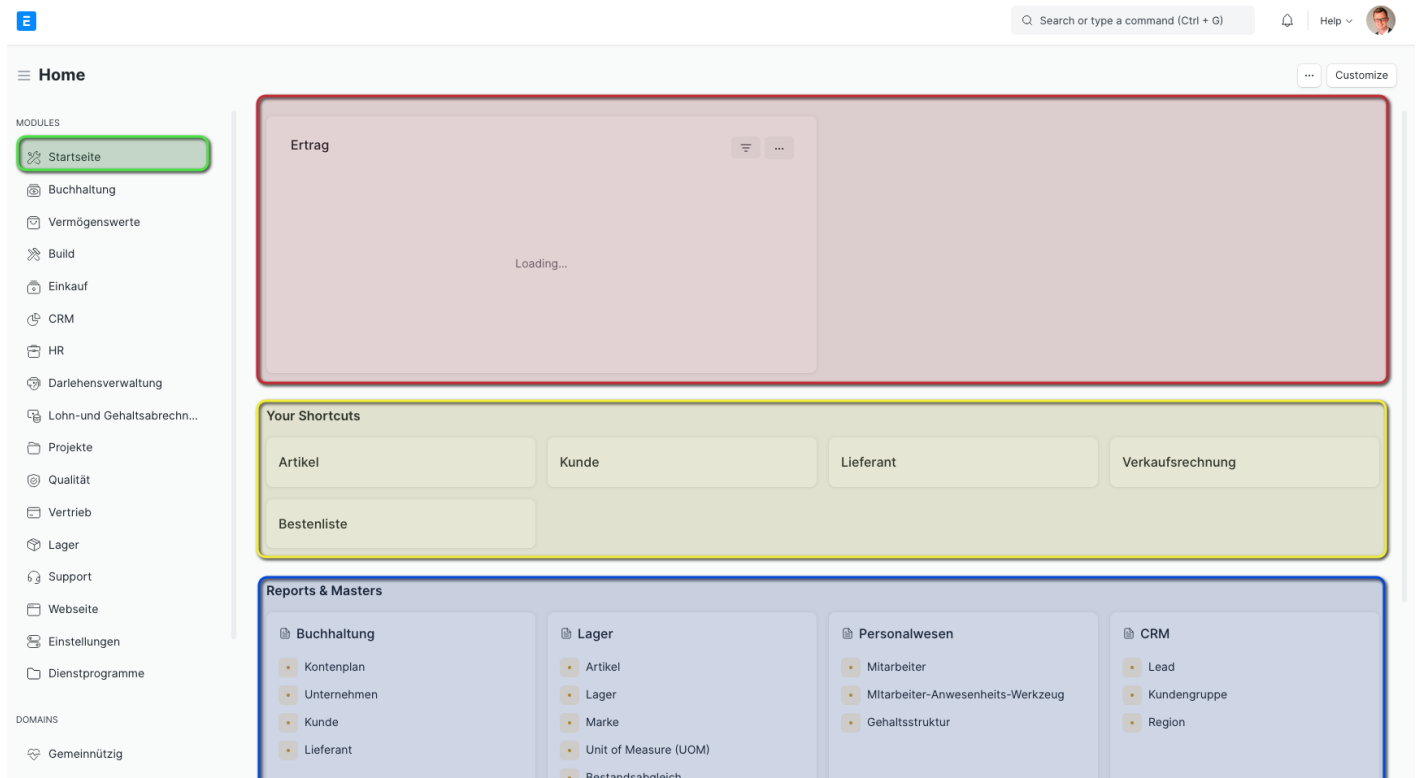 E
Search or type a command (Ctrl + G)
Help
Home
...
Customize
MODULES
Startseite
Buchhaltung
Vermögenswerte
Build
Einkauf
CRM
HR
Darlehensverwaltung
Lohn-und Gehaltsabrechn...
Projekte
Qualität
Vertrieb
Lager
Support
Webseite
Einstellungen
Dienstprogramme
DOMAINS
Gemeinnützig
Ertrag
...
Loading...
Your Shortcuts
Artikel
Kunde
Lieferant
Verkaufsrechnung
Bestenliste
Reports & Masters
Buchhaltung
Kontenplan
Unternehmen
Kunde
Lieferant
Lager
Artikel
Lager
Marke
Unit of Measure (UOM)
Bestandsabgleich
Personalwesen
Mitarbeiter
MItarbeiter-Anwesenheits-Werkzeug
Gehaltsstruktur
CRM
Lead
Kundengruppe
Region